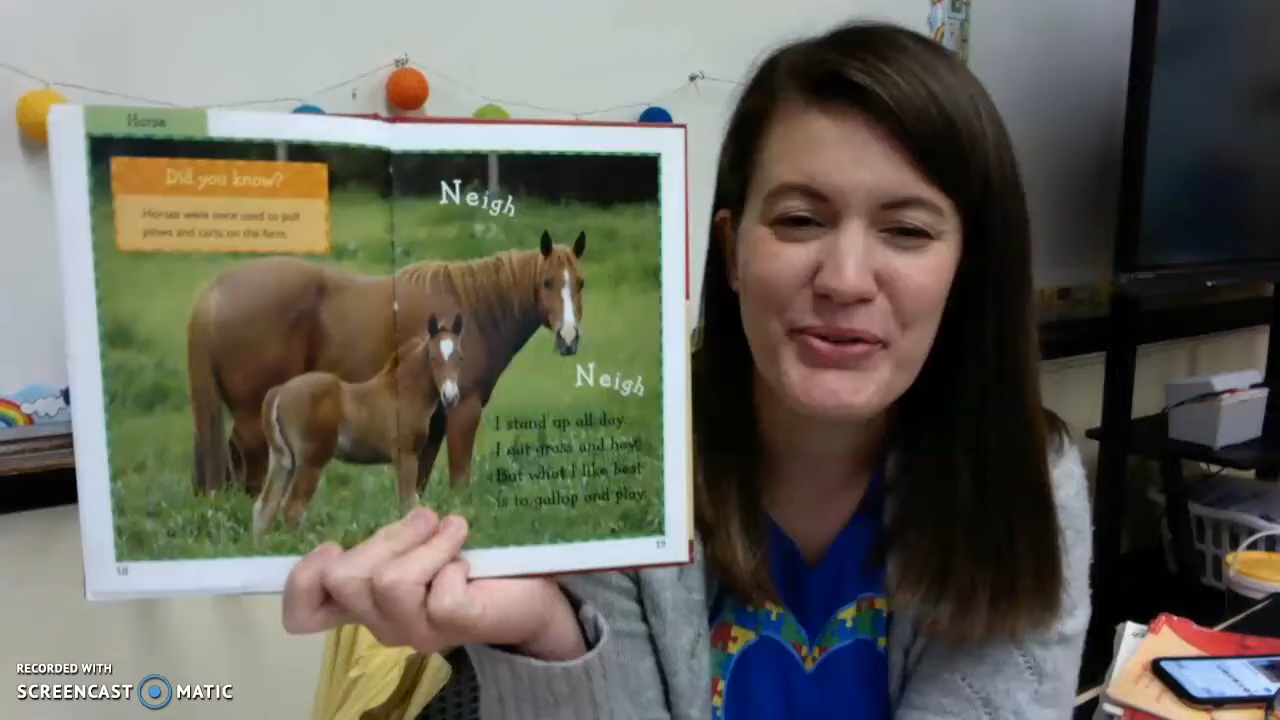 Horse
Did you know?
Horses were once used to pull
plows and carts on the farm.
Neigh
Neigh
I stand up all day.
I eat grass and hay.
But what I like best
is to gallop and play.
18
19
RECORDED WITH
SCREENCAST MATIC